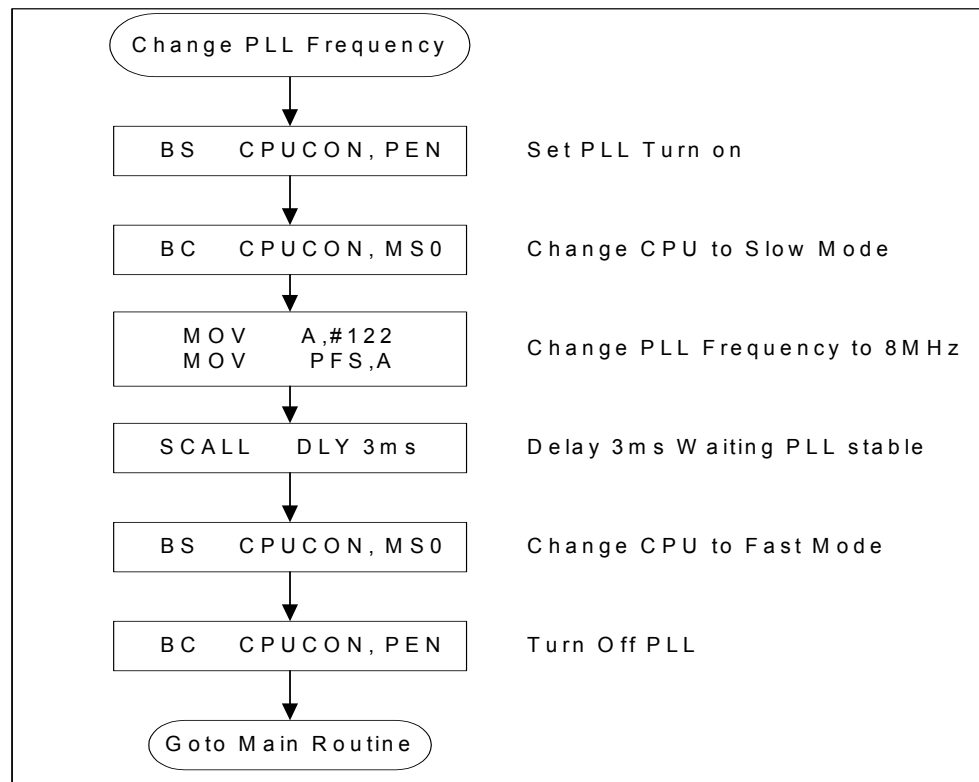 Change PLL Frequency
BS CPUCON, PEN
Set PLL Turn on
BC CPUCON, MS0
Change CPU to Slow Mode
MOV A,#122
MOV PFS,A
Change PLL Frequency to 8MHz
SCALL DLY 3ms
Delay 3ms Waiting PLL stable
BS CPUCON, MS0
Change CPU to Fast Mode
BC CPUCON, PEN
Turn Off PLL
Goto Main Routine